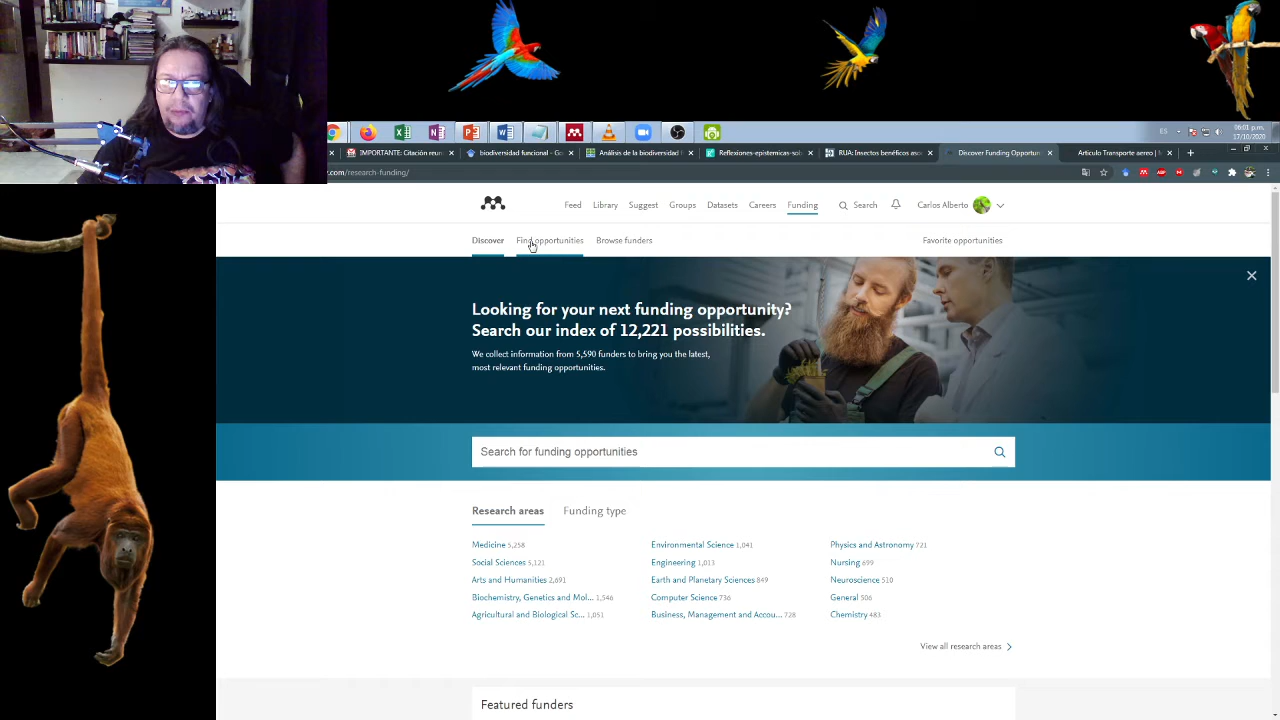 ES
06:01 p.m.
17/10/2020
IMPORTANTE: Citación reun
biodiversidad funcional - Go
Análisis de la biodiversidad f
Reflexiones-epistemicas-sol
RUA: Insectos benéficos aso
Discover Funding Opportun
Articulo Transporte aereo | M
.com/research-funding/
Feed
Library
Suggest
Groups
Datasets
Careers
Funding
Search
Carlos Alberto
Discover
Find opportunities
Browse funders
Favorite opportunities
Looking for your next funding opportunity?
Search our index of 12,221 possibilities.
We collect information from 5,590 funders to bring you the latest,
most relevant funding opportunities.
Search for funding opportunities
Research areas
Funding type
Medicine 5,258
Social Sciences 5,121
Arts and Humanities 2,691
Biochemistry, Genetics and Mol... 1,546
Agricultural and Biological Sc... 1,051
Environmental Science 1,041
Engineering 1,013
Earth and Planetary Sciences 849
Computer Science 736
Business, Management and Accou... 728
Physics and Astronomy 721
Nursing 699
Neuroscience 510
General 506
Chemistry 483
View all research areas
Featured funders